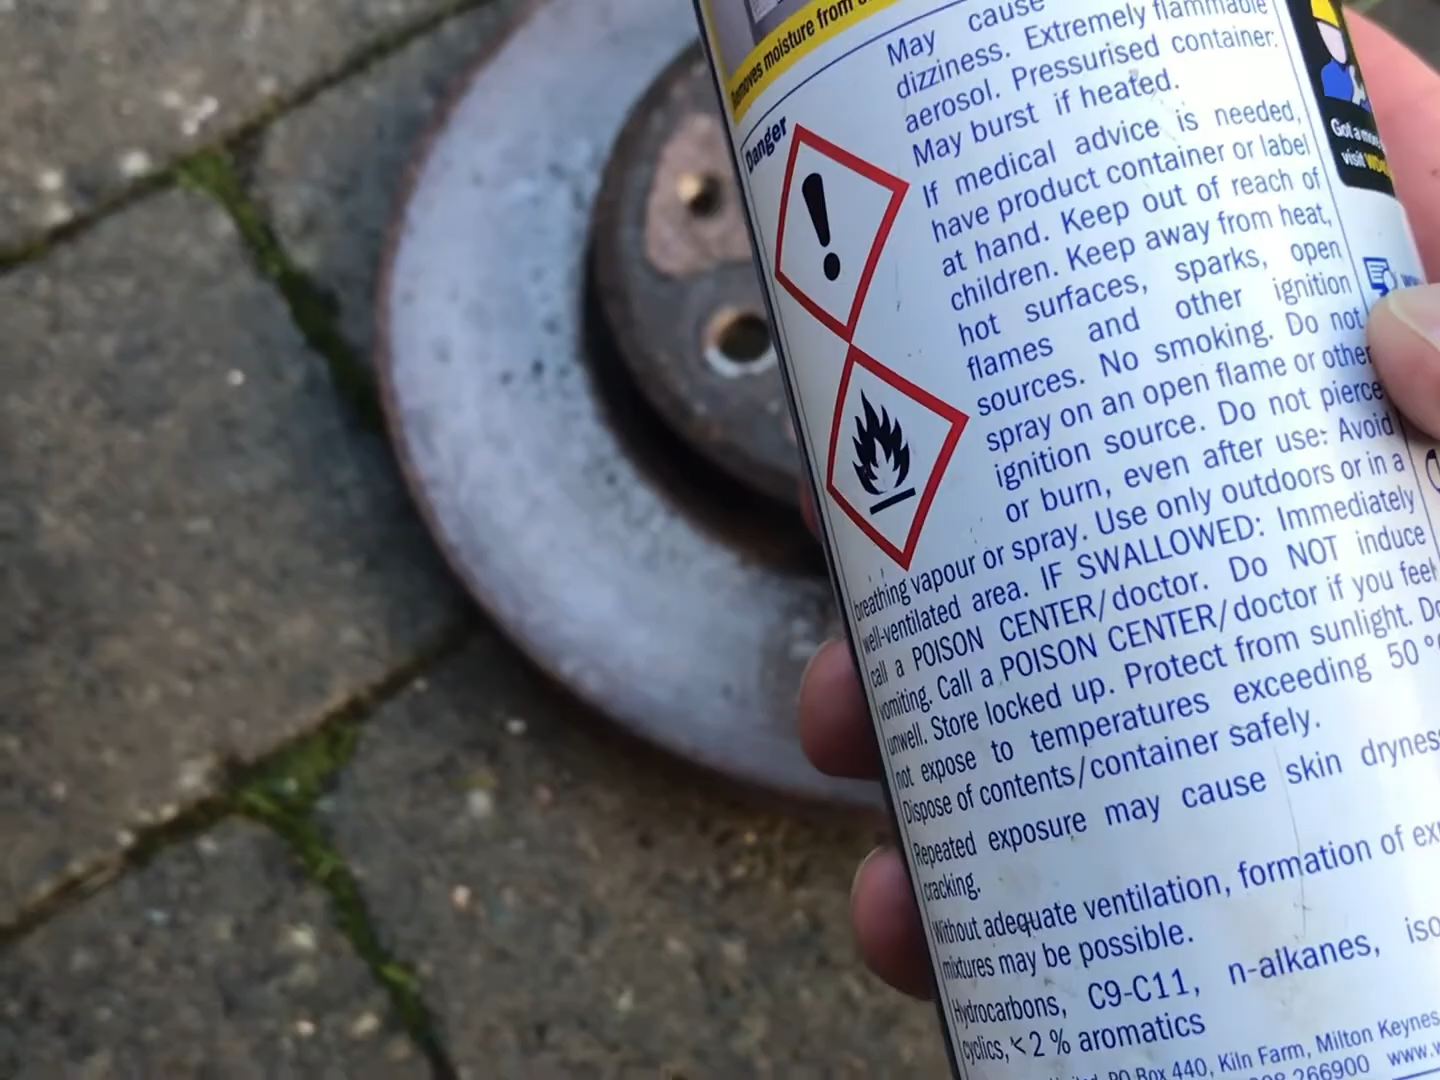 moisture from
May cause
dizziness. Extremely flammable
aerosol. Pressurised container.
May burst if heated.
Danger
If medical advice is needed,
have product container or label
at hand. Keep out of reach of
children. Keep away from heat,
hot surfaces, sparks, open
flames and other ignition
sources. No smoking. Do not
spray on an open flame or other
ignition source. Do not pierce
or burn, even after use. Avoid
breathing vapour or spray. Use only outdoors or in a
well-ventilated area. IF SWALLOWED: Immediately
call a POISON CENTER/doctor. Do NOT induce
vomiting. Call a POISON CENTER/doctor if you feel
unwell. Store locked up. Protect from sunlight. Do
not expose to temperatures exceeding 50 °
Dispose of contents/container safely.
Repeated exposure may cause skin
cracking.
Without adequate ventilation, formation of
mixtures may be possible.
Hydrocarbons, C9-C11, n-alkanes,
cyclics, < 2 % aromatics
PO Box 440, Kiln Farm, Milton Keynes
266900 www.
Got a
visit